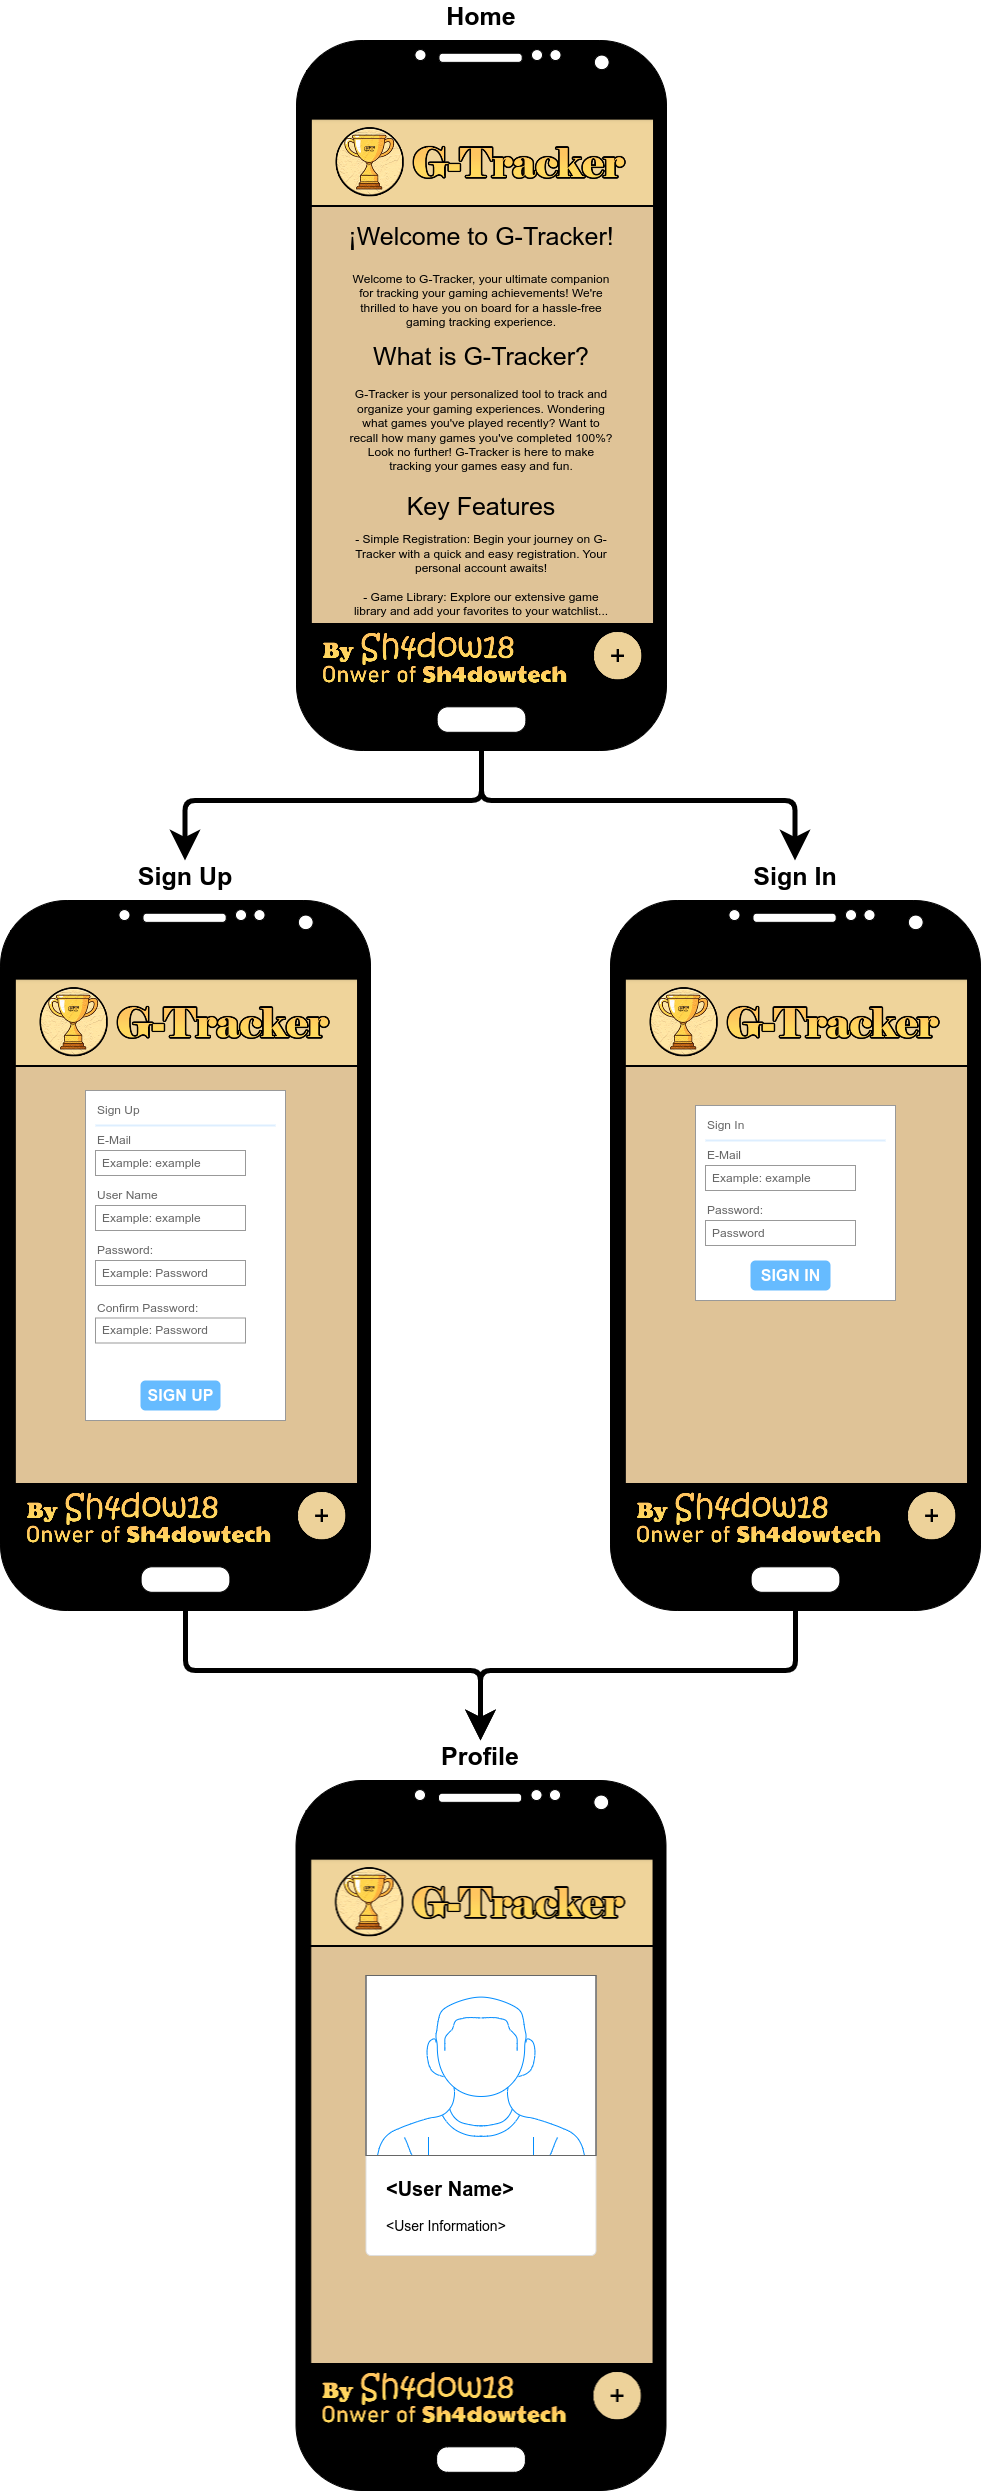 Home
G-Tracker
¡Welcome to G-Tracker!
Welcome to G-Tracker, your ultimate companion
for tracking your gaming achievements! We're
thrilled to have you on board for a hassle-free
gaming tracking experience.
What is G-Tracker?
G-Tracker is your personalized tool to track and
organize your gaming experiences. Wondering
what games you've played recently? Want to
recall how many games you've completed 100%?
Look no further! G-Tracker is here to make
tracking your games easy and fun.
Key Features
- Simple Registration: Begin your journey on G-
Tracker with a quick and easy registration. Your
personal account awaits!
- Game Library: Explore our extensive game
library and add your favorites to your watchlist...
By Sh4dow18
Onwer of Sh4dowtech
+
Sign Up
G-Tracker
Sign Up
E-Mail
Example: example
User Name
Example: example
Password:
Example: Password
Confirm Password:
Example: Password
SIGN UP
By Sh4dow18
Onwer of Sh4dowtech
+
Sign In
G-Tracker
Sign In
E-Mail
Example: example
Password:
Password
SIGN IN
By Sh4dow18
Onwer of Sh4dowtech
+
Profile
G-Tracker
<User Name>
<User Information>
By Sh4dow18
Onwer of Sh4dowtech
+